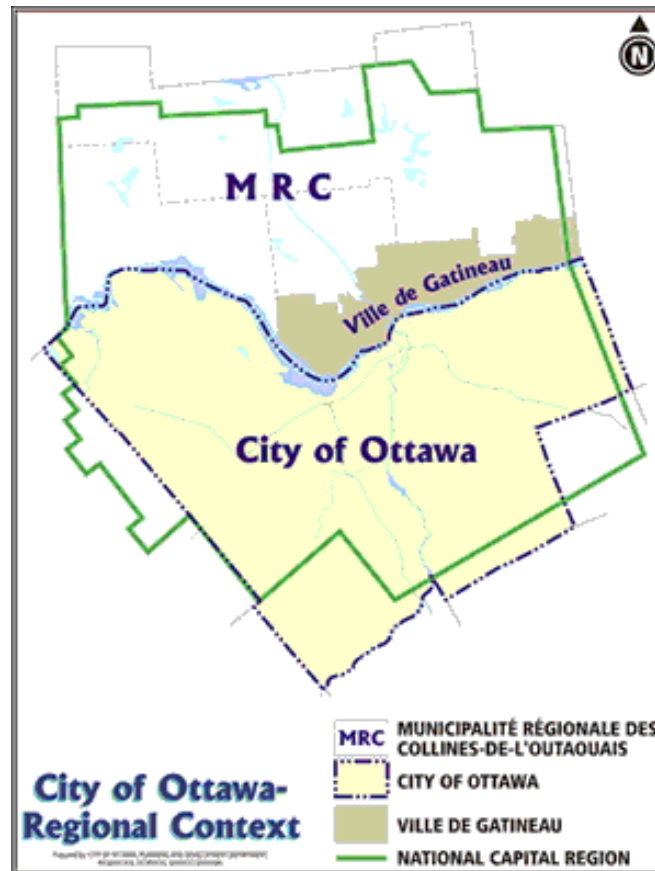 N
M R C
Ville de Gatineau
City of Ottawa
MRC MUNICIPALITÉ RÉGIONALE DES
COLLINES-DE-L'OUTAOUAIS
CITY OF OTTAWA
VILLE DE GATINEAU
NATIONAL CAPITAL REGION
City of Ottawa-
Regional Context